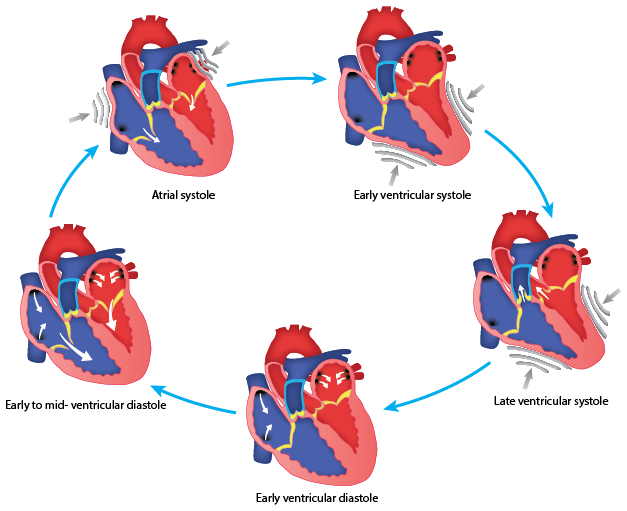 Atrial systole
Early ventricular systole
Late ventricular systole
Early ventricular diastole
Early to mid- ventricular diastole